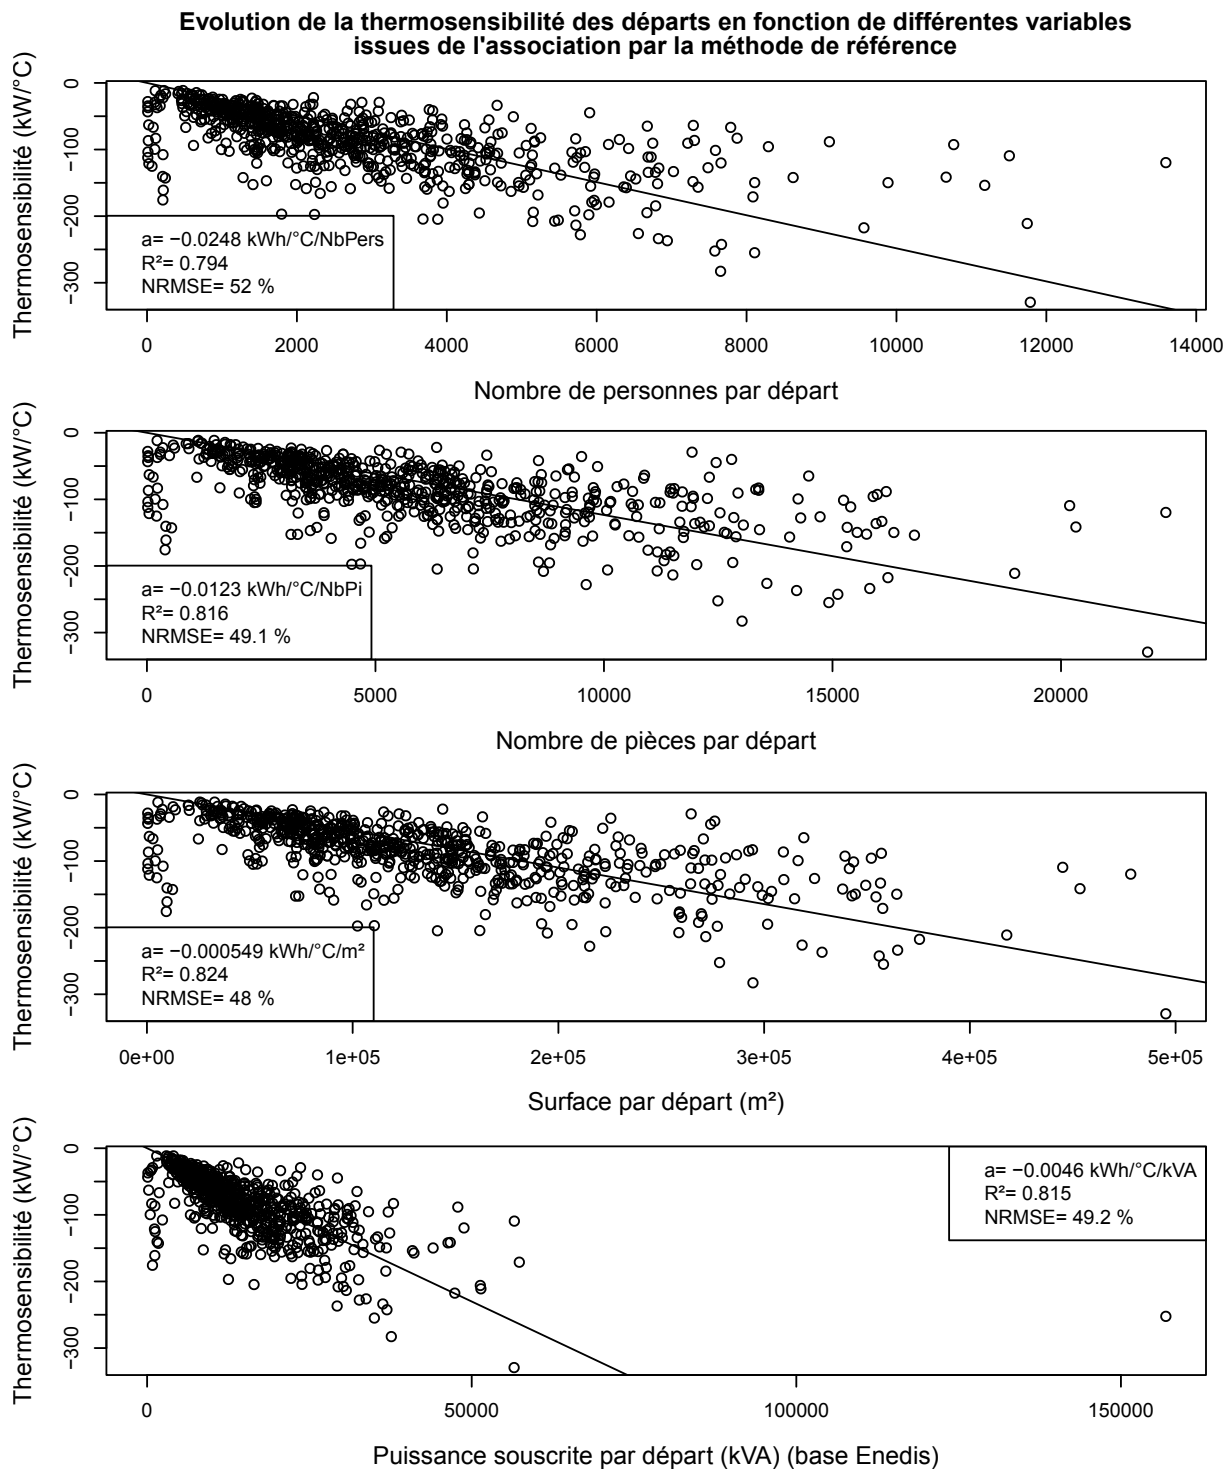 Evolution de la thermosensibilité des départs en fonction de différentes variables
issues de l'association par la méthode de référence
Thermosensibilité (kW/°C)
0
−100
−200
−300
a= −0.0248 kWh/°C/NbPers
R²= 0.794
NRMSE= 52 %
0 2000 4000 6000 8000 10000 12000 14000
Nombre de personnes par départ
Thermosensibilité (kW/°C)
0
−100
−200
−300
a= −0.0123 kWh/°C/NbPi
R²= 0.816
NRMSE= 49.1 %
0 5000 10000 15000 20000
Nombre de pièces par départ
Thermosensibilité (kW/°C)
0
−100
−200
−300
a= −0.000549 kWh/°C/m²
R²= 0.824
NRMSE= 48 %
0e+00 1e+05 2e+05 3e+05 4e+05 5e+05
Surface par départ (m²)
Thermosensibilité (kW/°C)
0
−100
−200
−300
a= −0.0046 kWh/°C/kVA
R²= 0.815
NRMSE= 49.2 %
0 50000 100000 150000
Puissance souscrite par départ (kVA) (base Enedis)